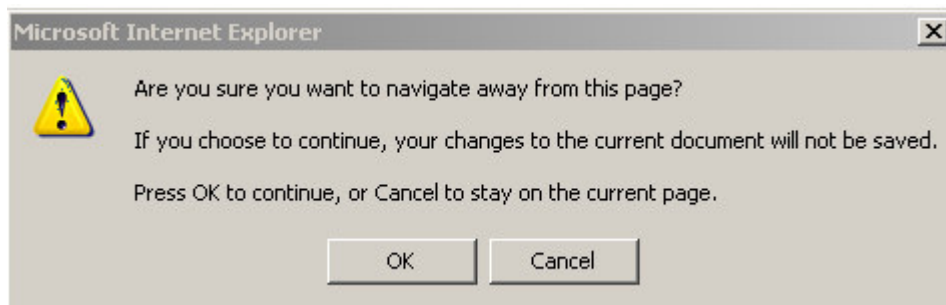 Microsoft Internet Explorer
Are you sure you want to navigate away from this page?
If you choose to continue, your changes to the current document will not be saved.
Press OK to continue, or Cancel to stay on the current page.
OK Cancel